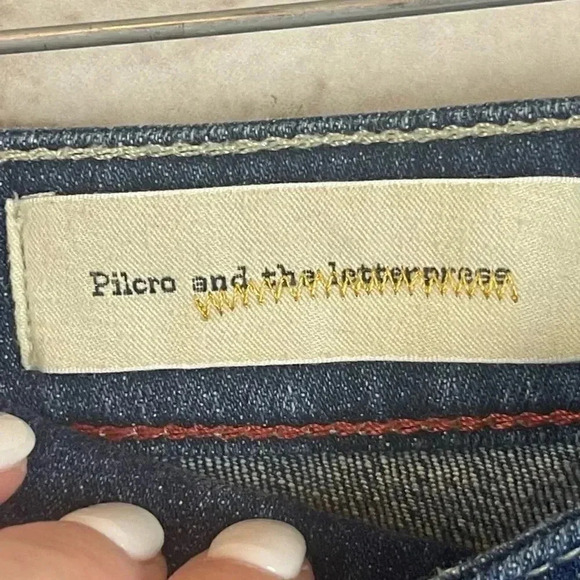 Pilcro and the letterpress